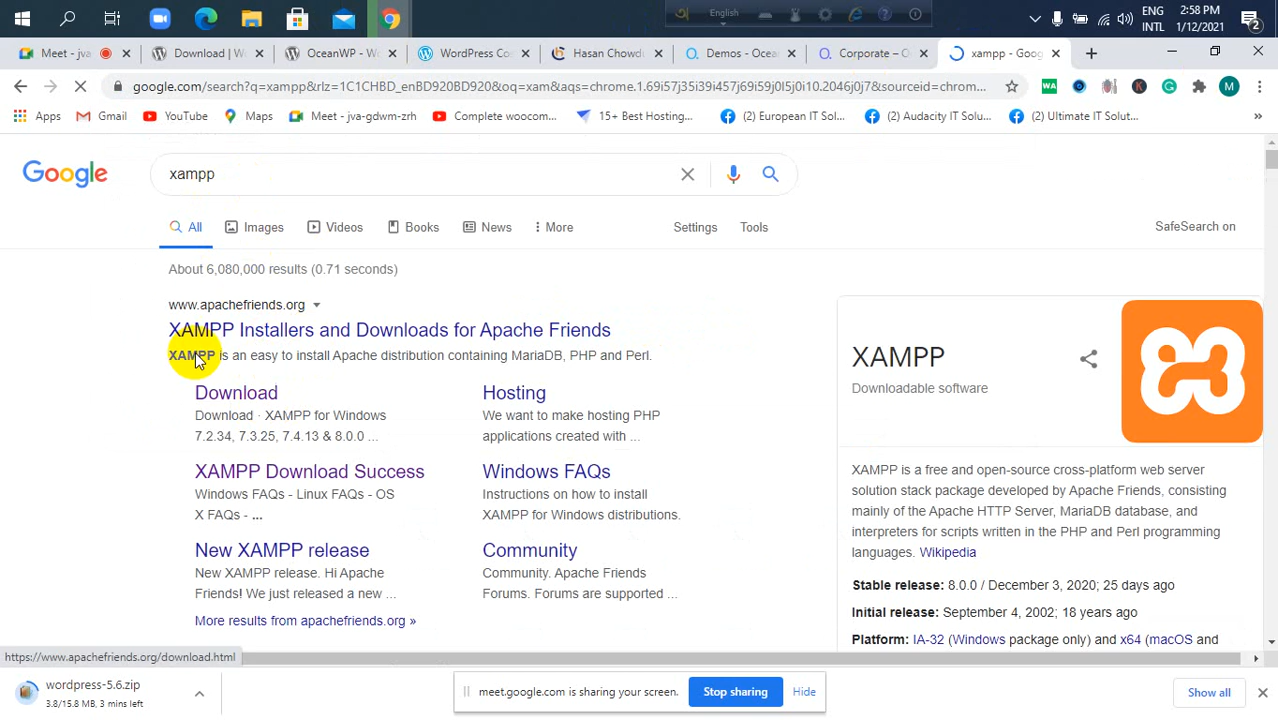 English
ENG
INTL
2:58 PM
1/12/2021
2
Meet - jva
Download | W
OceanWP - Wo
WordPress Co
Hasan Chowdu
Demos - Ocea
Corporate – O
xampp - Goog
google.com/search?q=xampp&rlz=1C1CHBD_enBD920BD920&oq=xam&aqs=chrome.1.69i57j35i39i457j69i59l5j0i10.2046j0j7&sourceid=chrom...
Apps
Gmail
YouTube
Maps
Meet - jva-gdwm-zrh
Complete woocom...
15+ Best Hosting...
(2) European IT Sol...
(2) Audacity IT Solut...
(2) Ultimate IT Solut...
»
Google
xampp
All
Images
Videos
Books
News
More
Settings
Tools
SafeSearch on
About 6,080,000 results (0.71 seconds)
www.apachefriends.org
XAMPP Installers and Downloads for Apache Friends
XAMPP is an easy to install Apache distribution containing MariaDB, PHP and Perl.
Download
Download · XAMPP for Windows
7.2.34, 7.3.25, 7.4.13 & 8.0.0 ...
Hosting
We want to make hosting PHP
applications created with ...
XAMPP Download Success
Windows FAQs - Linux FAQs - OS
X FAQs - ...
Windows FAQs
Instructions on how to install
XAMPP for Windows distributions.
New XAMPP release
New XAMPP release. Hi Apache
Friends! We just released a new ...
Community
Community. Apache Friends
Forums. Forums are supported ...
More results from apachefriends.org »
XAMPP
Downloadable software
XAMPP is a free and open-source cross-platform web server
solution stack package developed by Apache Friends, consisting
mainly of the Apache HTTP Server, MariaDB database, and
interpreters for scripts written in the PHP and Perl programming
languages. Wikipedia
Stable release: 8.0.0 / December 3, 2020; 25 days ago
Initial release: September 4, 2002; 18 years ago
Platform: IA-32 (Windows package only) and x64 (macOS and
https://www.apachefriends.org/download.html
wordpress-5.6.zip
3.8/15.8 MB, 3 mins left
meet.google.com is sharing your screen.
Stop sharing
Hide
Show all